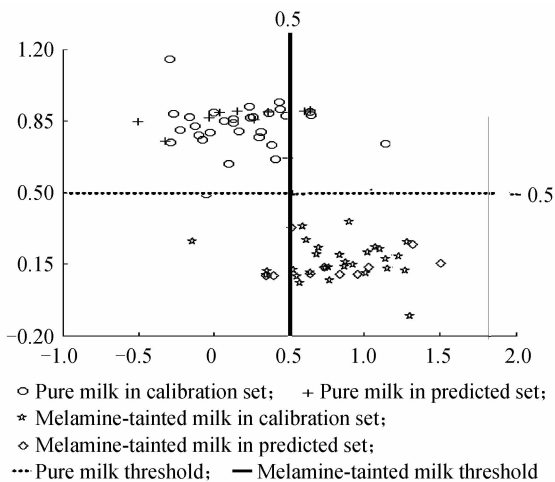 0.5
1.20
0.85
0.50
0.5
0.15
−0.20
−1.0 −0.5 0 0.5 1.0 1.5 2.0
Pure milk in calibration set; Pure milk in predicted set;
Melamine-tainted milk in calibration set;
Melamine-tainted milk in predicted set;
Pure milk threshold; Melamine-tainted milk threshold